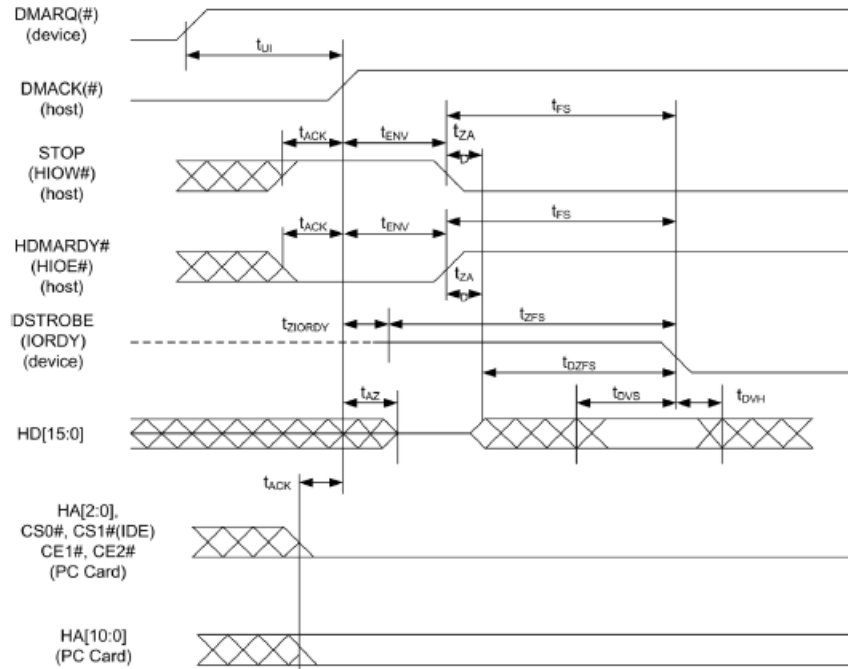 DMARQ(#)
(device)
tUI
DMACK(#)
(host)
tFS
tACK
tENV
tZA
D
STOP
(HIOW#)
(host)
tFS
tACK
tENV
HDMARDY#
(HIOE#)
(host)
tZA
D
DSTROBE
(IORDY)
(device)
tZIORDY
tZFS
tDZFS
tAZ
tDVS
tDVH
HD[15:0]
tACK
HA[2:0],
CS0#, CS1#(IDE)
CE1#, CE2#
(PC Card)
HA[10:0]
(PC Card)